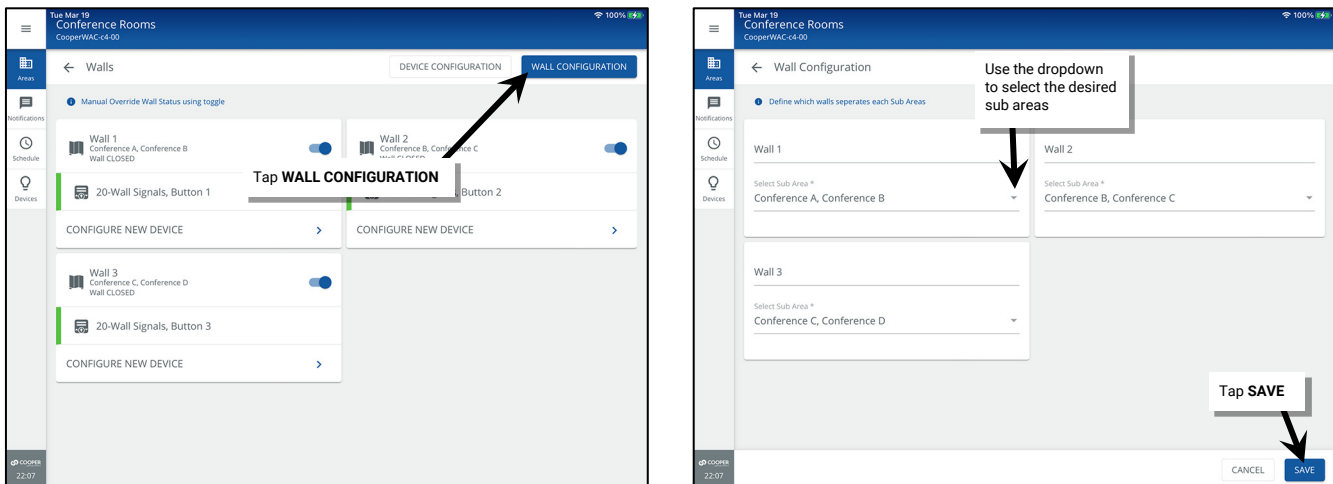 Tue Mar 19
100%
Conference Rooms
CooperWAC-c4-00
Areas
Walls
DEVICE CONFIGURATION
WALL CONFIGURATION
Notifications
Manual Override Wall Status using toggle
Schedule
Wall 1
Conference A, Conference B
Wall CLOSED
Wall 2
Conference B, Conference C
Wall CLOSED
Tap WALL CONFIGURATION
Devices
20-Wall Signals, Button 1
, Button 2
CONFIGURE NEW DEVICE
CONFIGURE NEW DEVICE
Wall 3
Conference C, Conference D
Wall CLOSED
20-Wall Signals, Button 3
CONFIGURE NEW DEVICE
COOPER
22:07
Tue Mar 19
100%
Conference Rooms
CooperWAC-c4-00
Areas
Wall Configuration
Use the dropdown
to select the desired
sub areas
Notifications
Define which walls seperates each Sub Areas
Schedule
Wall 1
Wall 2
Devices
Select Sub Area *
Conference A, Conference B
Select Sub Area *
Conference B, Conference C
Wall 3
Select Sub Area *
Conference C, Conference D
Tap SAVE
COOPER
22:07
CANCEL
SAVE